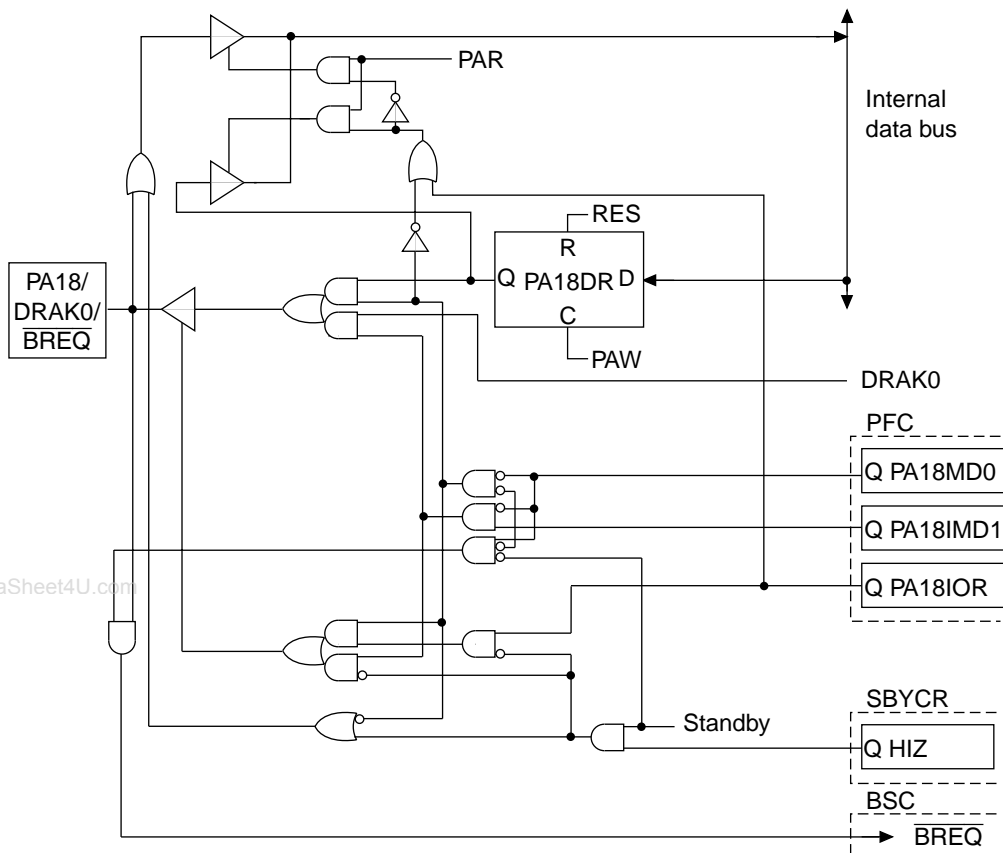 PAR
Internal
data bus
RES
R
Q PA18DR D
C
PAW
PA18/
DRAK0/
BREQ
DRAK0
PFC
Q PA18MD0
Q PA18IMD1
Q PA18IOR
aSheet4U.com
SBYCR
Standby
Q HIZ
BSC
BREQ